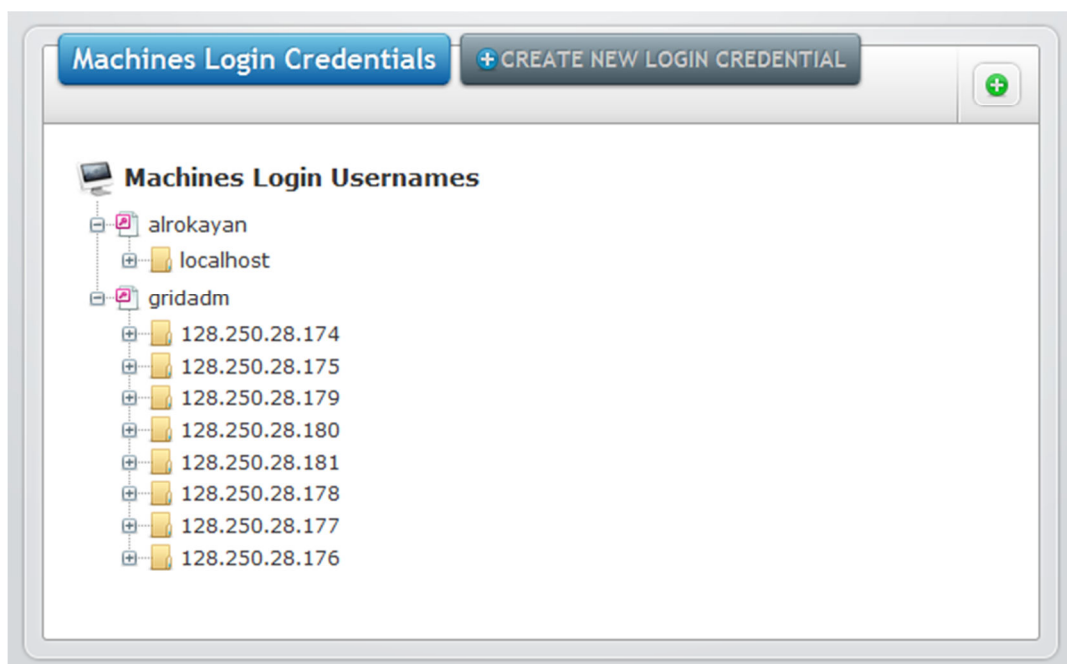 Machines Login Credentials CREATE NEW LOGIN CREDENTIAL
Machines Login Usernames
alrokayan
localhost
gridadm
128.250.28.174
128.250.28.175
128.250.28.179
128.250.28.180
128.250.28.181
128.250.28.178
128.250.28.177
128.250.28.176